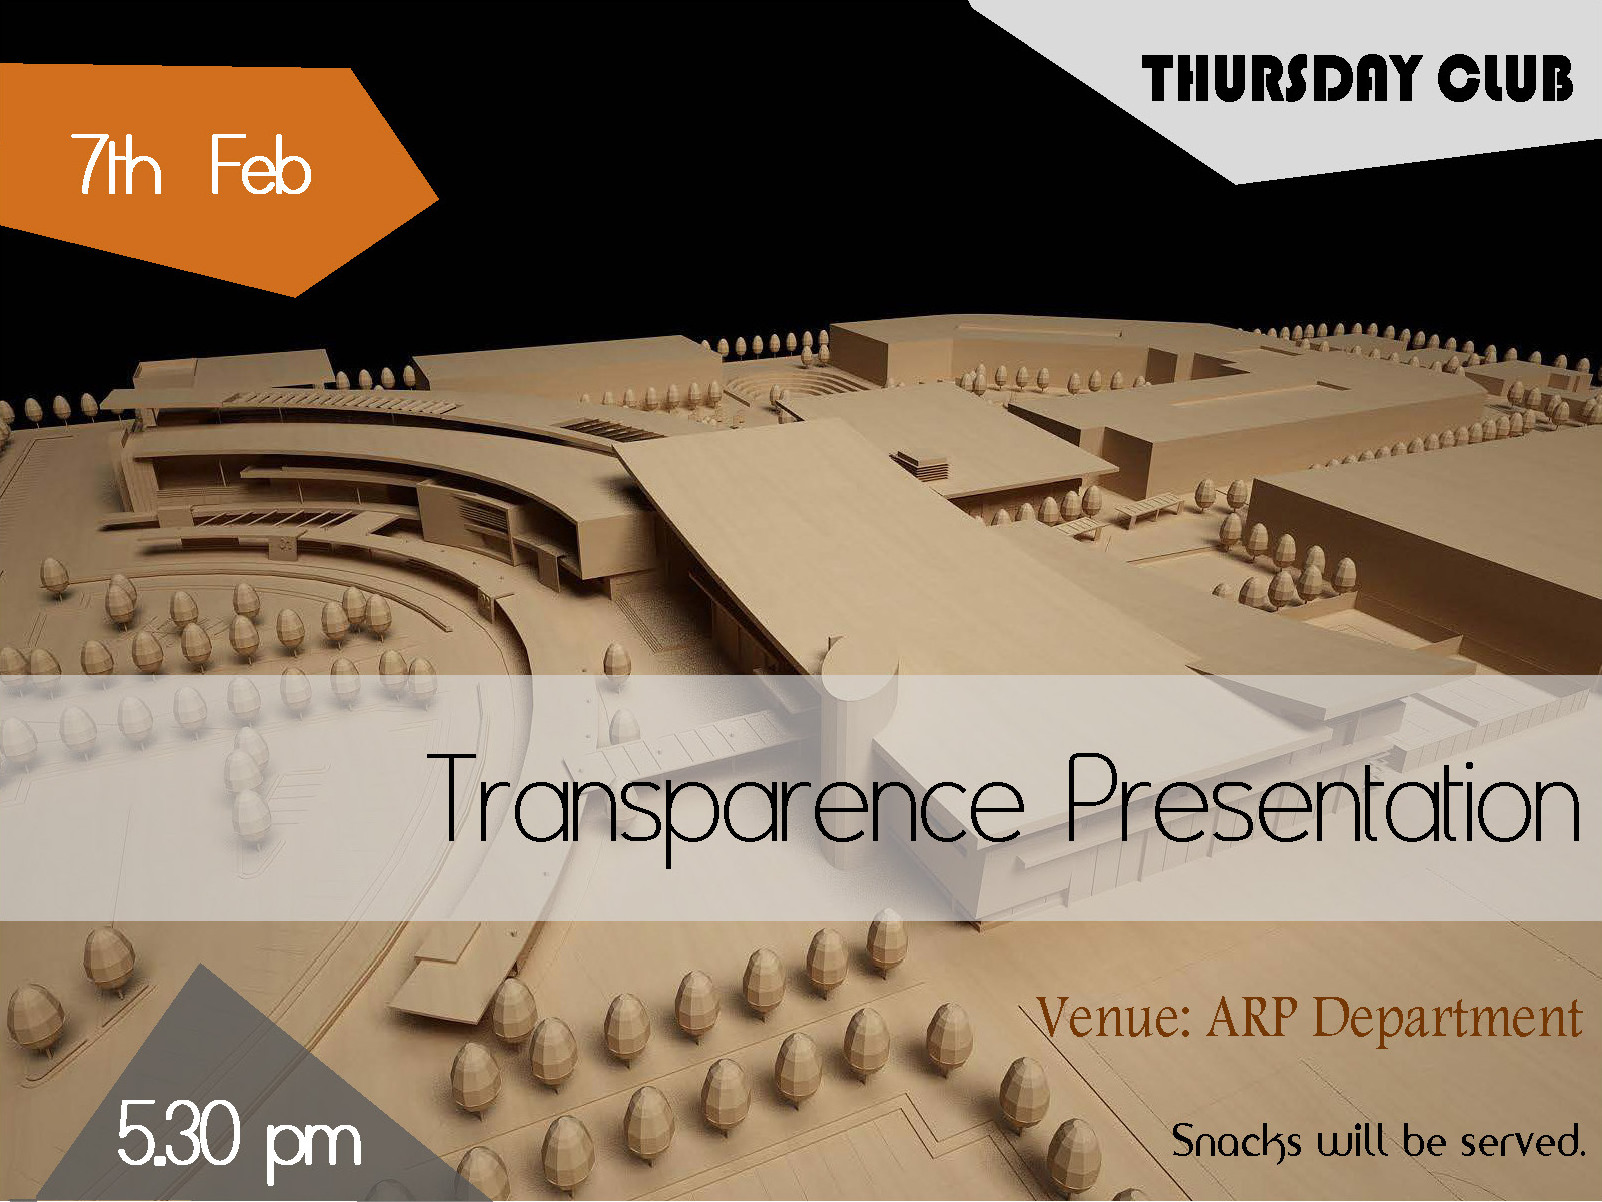 THURSDAY CLUB
7th Feb
Transparence Presentation
Venue: ARP Department
5.30 pm
Snacks will be served.